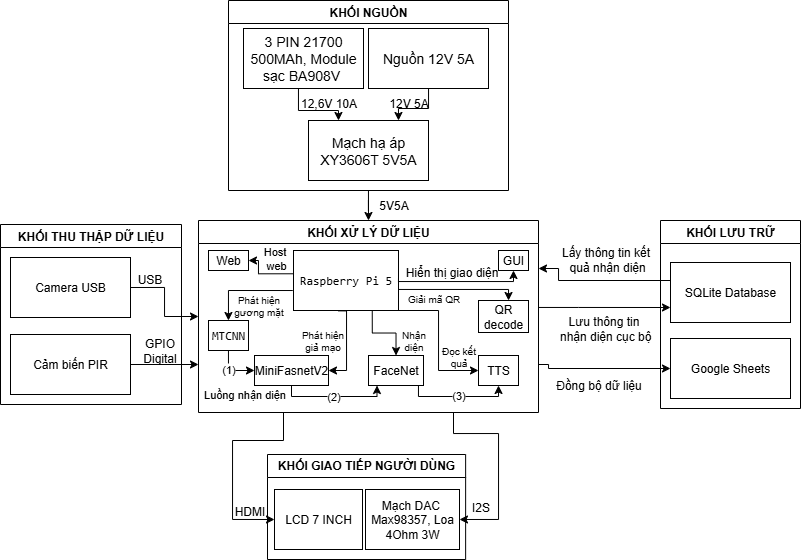 KHỐI NGUỒN
3 PIN 21700
500MAh, Module
sạc BA908V
Nguồn 12V 5A
12,6V 10A
12V 5A
Mạch hạ áp
XY3606T 5V5A
5V5A
KHỐI THU THẬP DỮ LIỆU
Camera USB
USB
Cảm biến PIR
GPIO
Digital
KHỐI XỬ LÝ DỮ LIỆU
Web
Host
web
Raspberry Pi 5
Hiển thị giao diện
GUI
Phát hiện
gương mặt
Giải mã QR
QR
decode
MTCNN
Phát hiện
giả mạo
Nhận
diện
Đọc kết
quả
(1)
MiniFasnetV2
FaceNet
TTS
Luồng nhận diện
(2)
(3)
Lấy thông tin kết
quả nhận diện
Lưu thông tin
nhận diện cục bộ
Đồng bộ dữ liệu
KHỐI LƯU TRỮ
SQLite Database
Google Sheets
KHỐI GIAO TIẾP NGƯỜI DÙNG
HDMI
LCD 7 INCH
Mạch DAC
Max98357, Loa
4Ohm 3W
I2S